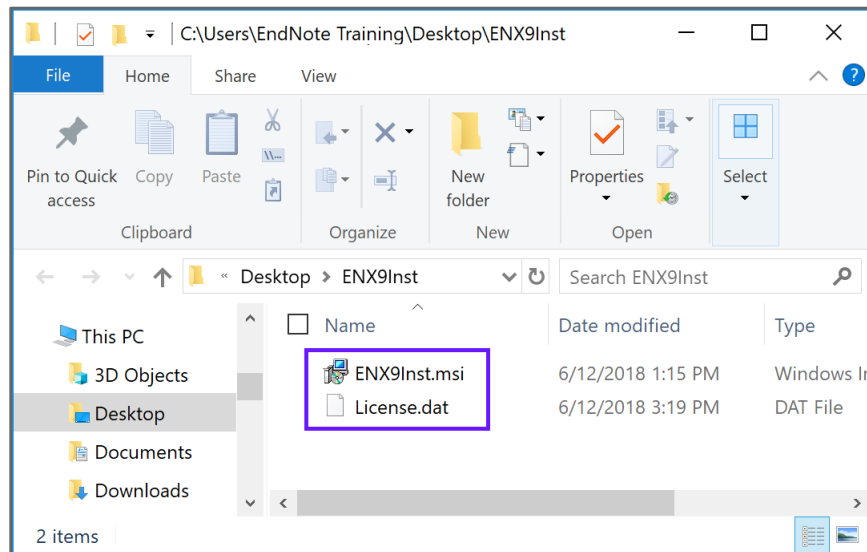 C:\Users\EndNote Training\Desktop\ENX9Inst
File Home Share View
Pin to Quick access
Copy
Paste
New folder
Properties
Select
Clipboard Organize New Open
« Desktop > ENX9Inst
Search ENX9Inst
This PC
3D Objects
Desktop
Documents
Downloads
Name Date modified Type
ENX9Inst.msi 6/12/2018 1:15 PM Windows In
License.dat 6/12/2018 3:19 PM DAT File
2 items